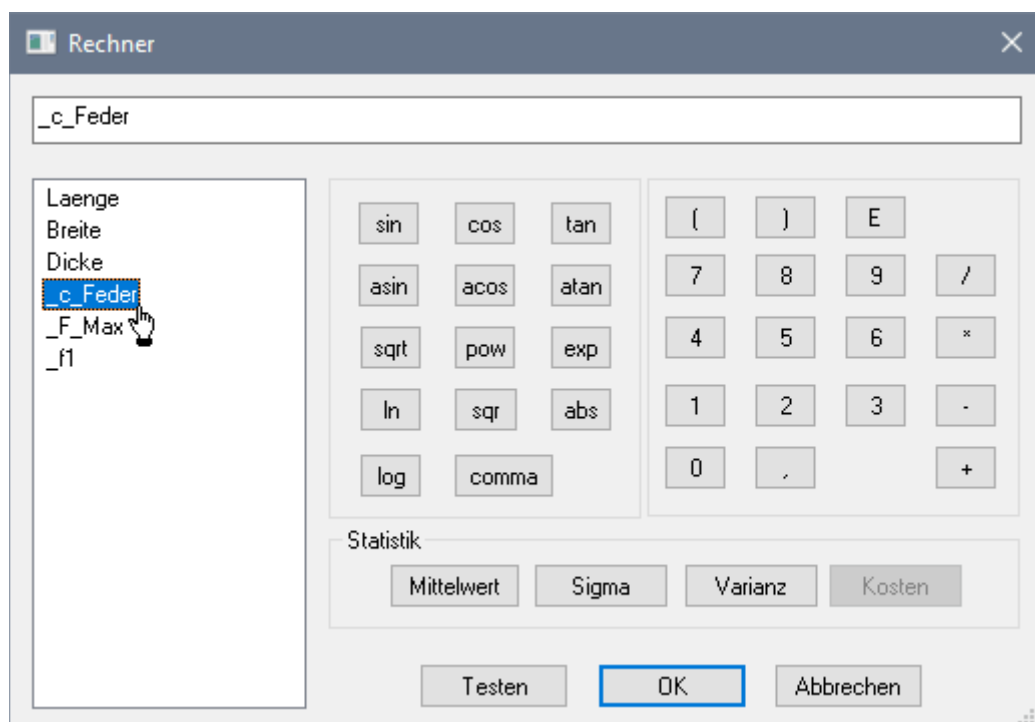 Rechner
_c_Feder
Laenge
Breite
Dicke
_c_Feder
_F_Max
_f1
sin cos tan
asin acos atan
sqrt pow exp
ln sqr abs
log comma
( ) E
7 8 9 /
4 5 6 *
1 2 3 -
0 , +
Statistik
Mittelwert Sigma Varianz Kosten
Testen OK Abbrechen